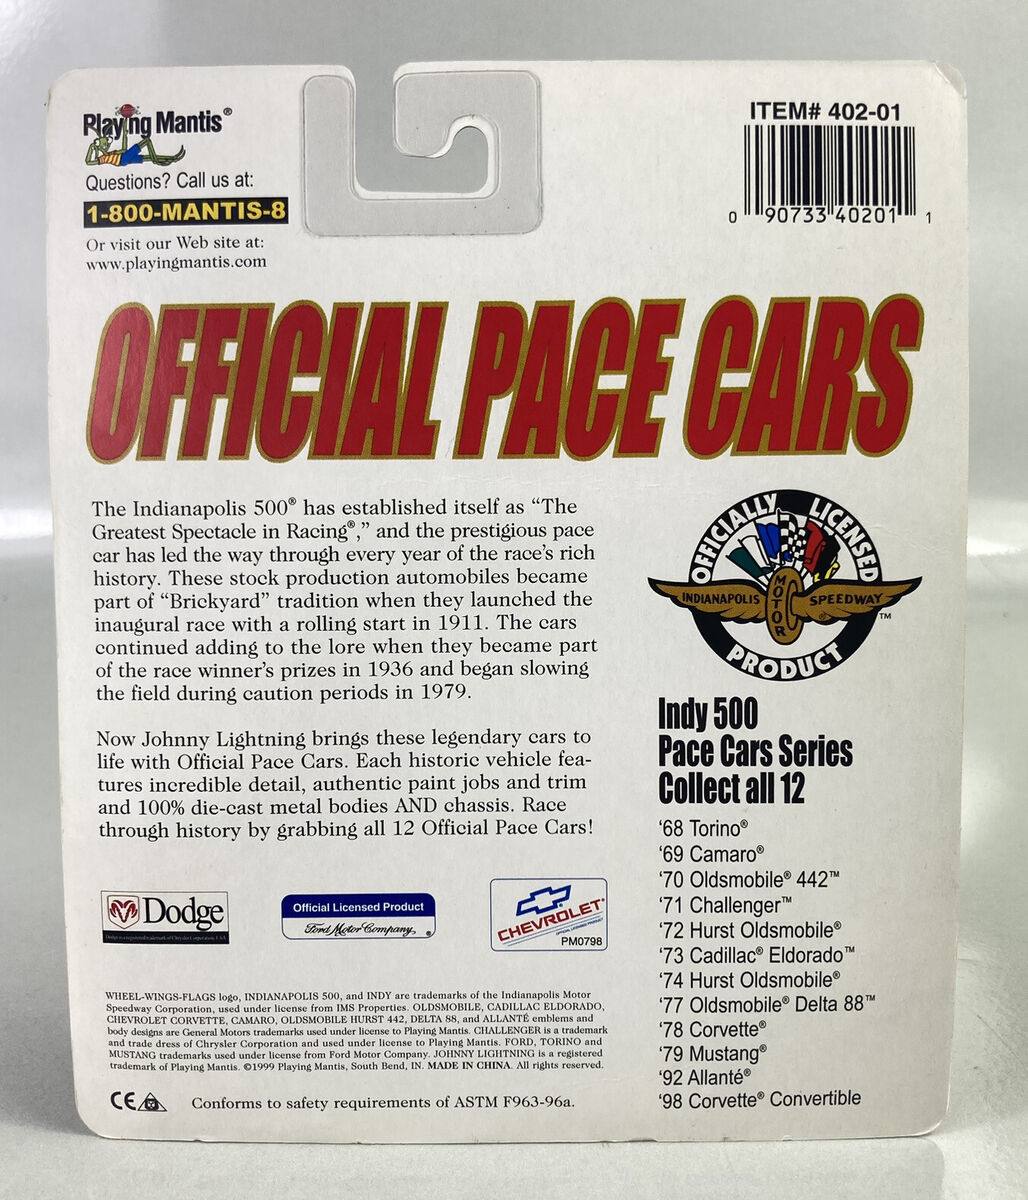 Playing Mantis®
Questions? Call us at:
1-800-MANTIS-8
Or visit our Web site at:
www.playingmantis.com
ITEM# 402-01
0 90733 40201 1
OFFICIAL PACE CARS
The Indianapolis 500® has established itself as “The
Greatest Spectacle in Racing®,” and the prestigious pace
car has led the way through every year of the race’s rich
history. These stock production automobiles became
part of “Brickyard” tradition when they launched the
inaugural race with a rolling start in 1911. The cars
continued adding to the lore when they became part
of the race winner’s prizes in 1936 and began slowing
the field during caution periods in 1979.
Now Johnny Lightning brings these legendary cars to
life with Official Pace Cars. Each historic vehicle fea-
tures incredible detail, authentic paint jobs and trim
and 100% die-cast metal bodies AND chassis. Race
through history by grabbing all 12 Official Pace Cars!
OFFICIALLY LICENSED
INDIANAPOLIS MOTOR SPEEDWAY™
PRODUCT
Indy 500
Pace Cars Series
Collect all 12
‘68 Torino®
‘69 Camaro®
‘70 Oldsmobile® 442™
‘71 Challenger™
‘72 Hurst Oldsmobile®
‘73 Cadillac® Eldorado™
‘74 Hurst Oldsmobile®
‘77 Oldsmobile® Delta 88™
‘78 Corvette®
‘79 Mustang®
‘92 Allanté®
‘98 Corvette® Convertible
Dodge
Dodge is a registered trademark of Chrysler Corporation, USA
Official Licensed Product
Ford Motor Company, ®
CHEVROLET®
OFFICIAL LICENSED PRODUCT
PM0798
WHEEL-WINGS-FLAGS logo, INDIANAPOLIS 500, and INDY are trademarks of the Indianapolis Motor
Speedway Corporation, used under license from IMS Properties. OLDSMOBILE, CADILLAC ELDORADO,
CHEVROLET CORVETTE, CAMARO, OLDSMOBILE HURST 442, DELTA 88, and ALLANTÉ emblems and
body designs are General Motors trademarks used under license to Playing Mantis. CHALLENGER is a trademark
and trade dress of Chrysler Corporation and used under license to Playing Mantis. FORD, TORINO and
MUSTANG trademarks used under license from Ford Motor Company. JOHNNY LIGHTNING is a registered
trademark of Playing Mantis. ©1999 Playing Mantis, South Bend, IN. MADE IN CHINA. All rights reserved.
CE Conforms to safety requirements of ASTM F963-96a.